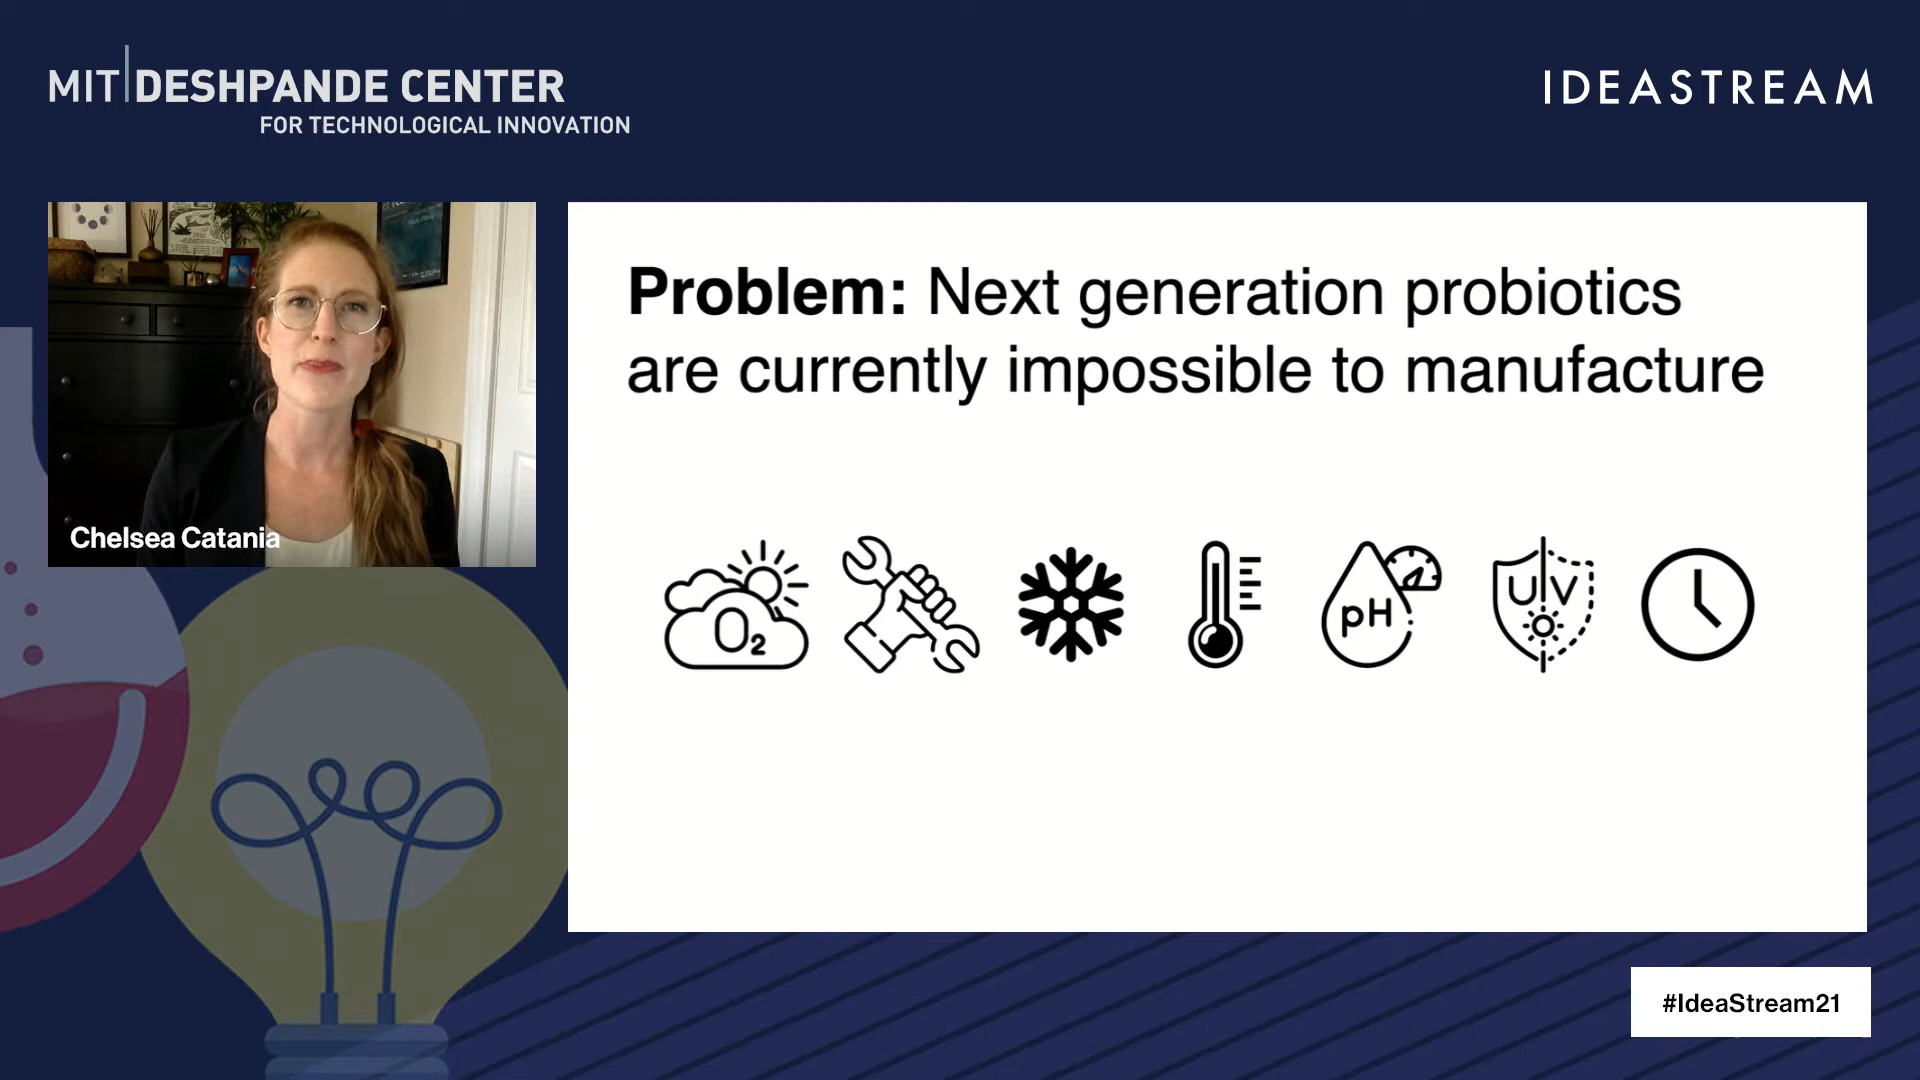 MIT DESHPANDE CENTER
FOR TECHNOLOGICAL INNOVATION
IDEASTREAM
Chelsea Catania
Problem: Next generation probiotics
are currently impossible to manufacture
O₂
pH
UV
#IdeaStream21